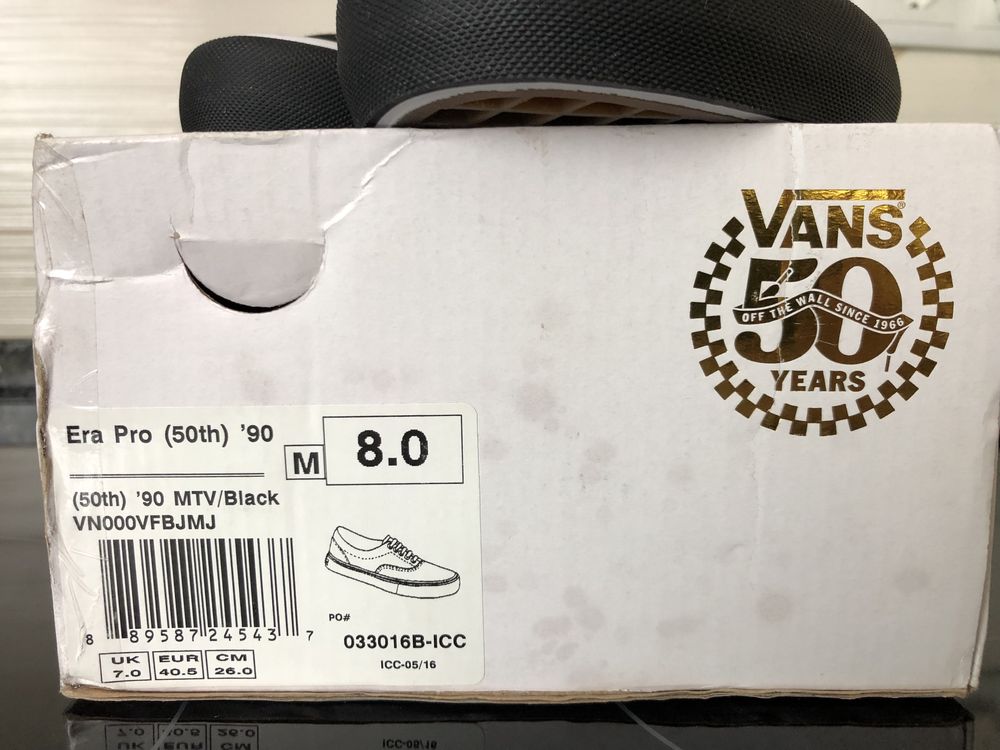 VANS®
50
OFF THE WALL SINCE 1966
YEARS
Era Pro (50th) '90
M
8.0
(50th) '90 MTV/Black
VN000VFBJMJ
8 89587 24543 7
PO#
033016B-ICC
ICC-05/16
UK EUR CM
7.0 40.5 26.0